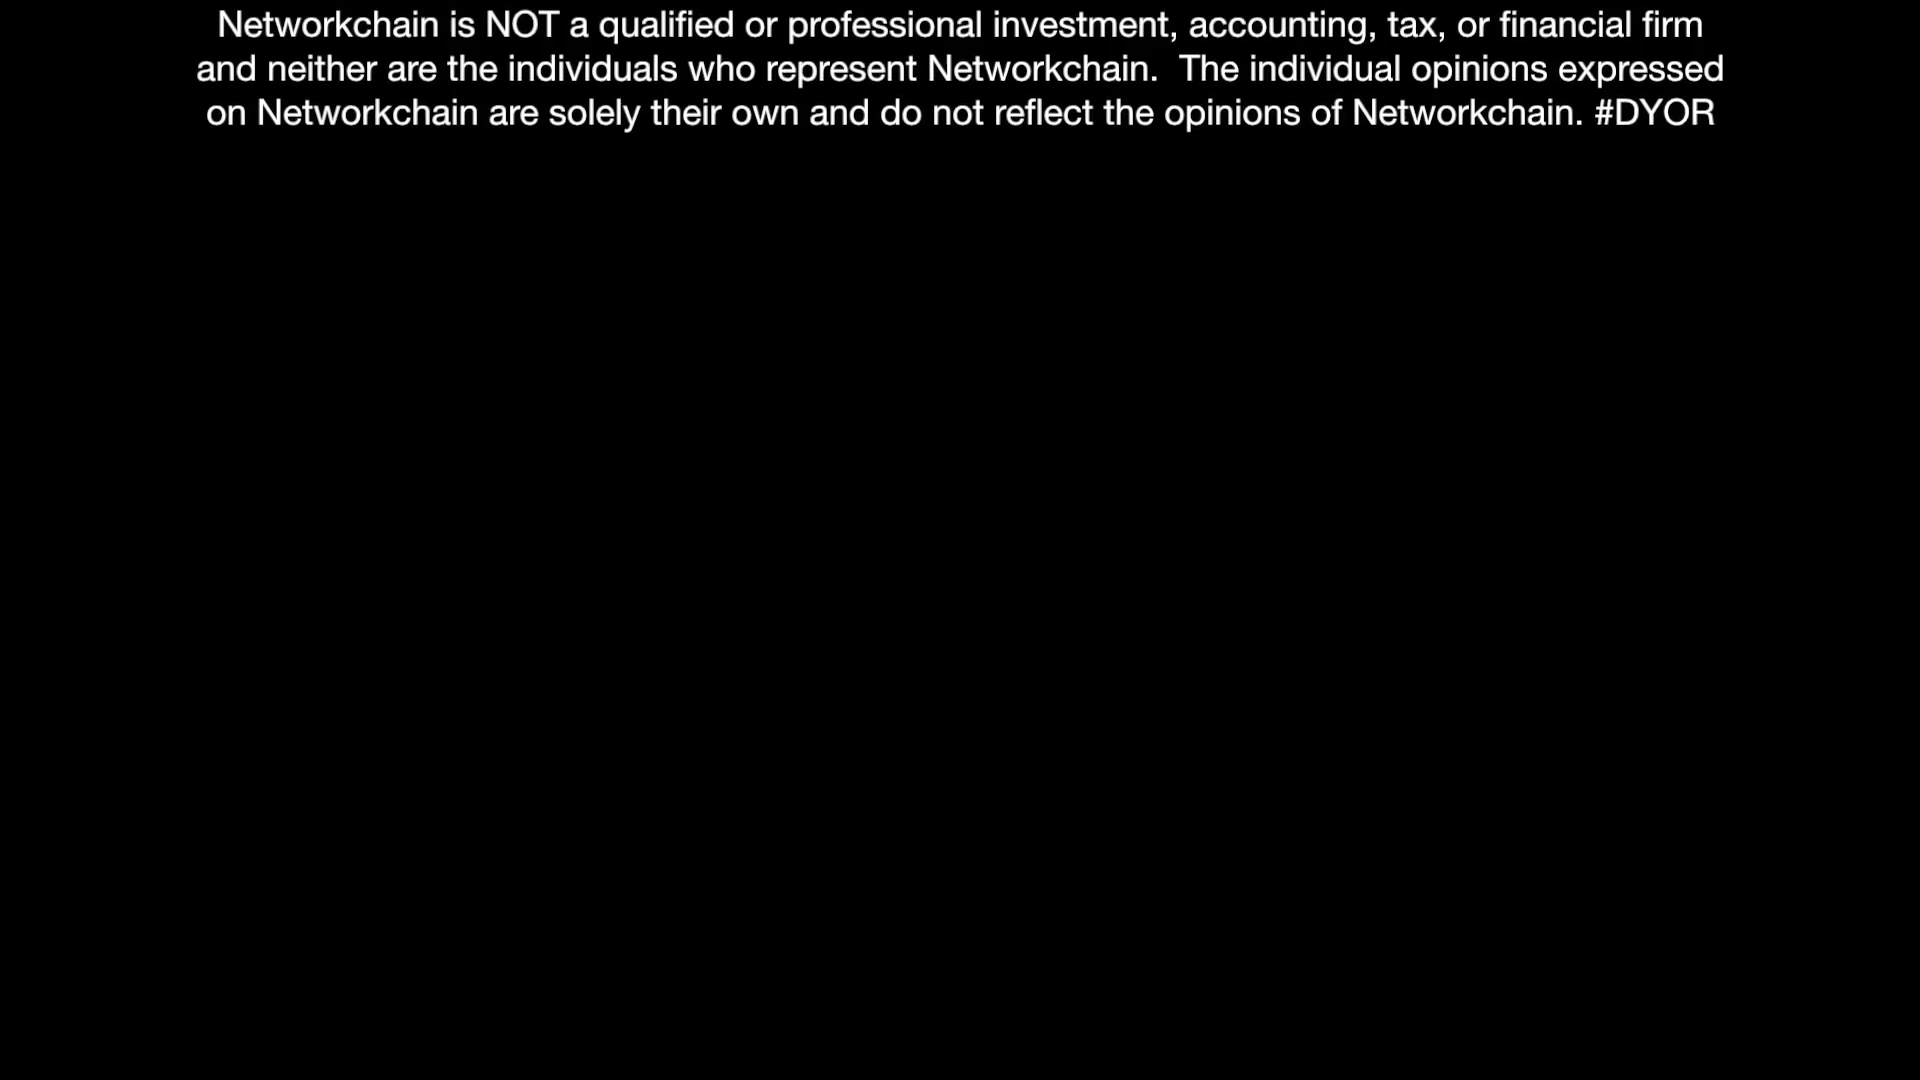 Networkchain is NOT a qualified or professional investment, accounting, tax, or financial firm
and neither are the individuals who represent Networkchain.  The individual opinions expressed
on Networkchain are solely their own and do not reflect the opinions of Networkchain. #DYOR